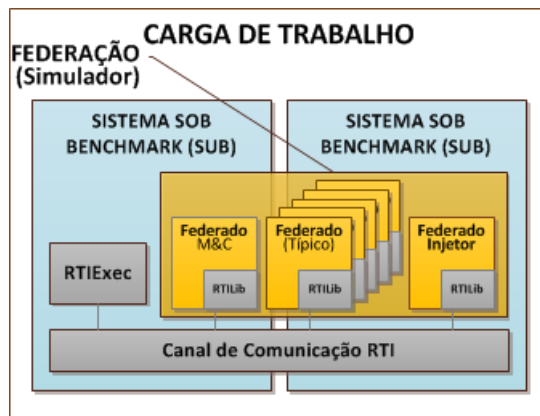 CARGA DE TRABALHO
FEDERAÇÃO
(Simulador)
SISTEMA SOB
BENCHMARK (SUB)
SISTEMA SOB
BENCHMARK (SUB)
RTIExec
Federado
M&C
RTILib
Federado
(Típico)
RTILib
Federado
Injetor
RTILib
Canal de Comunicação RTI